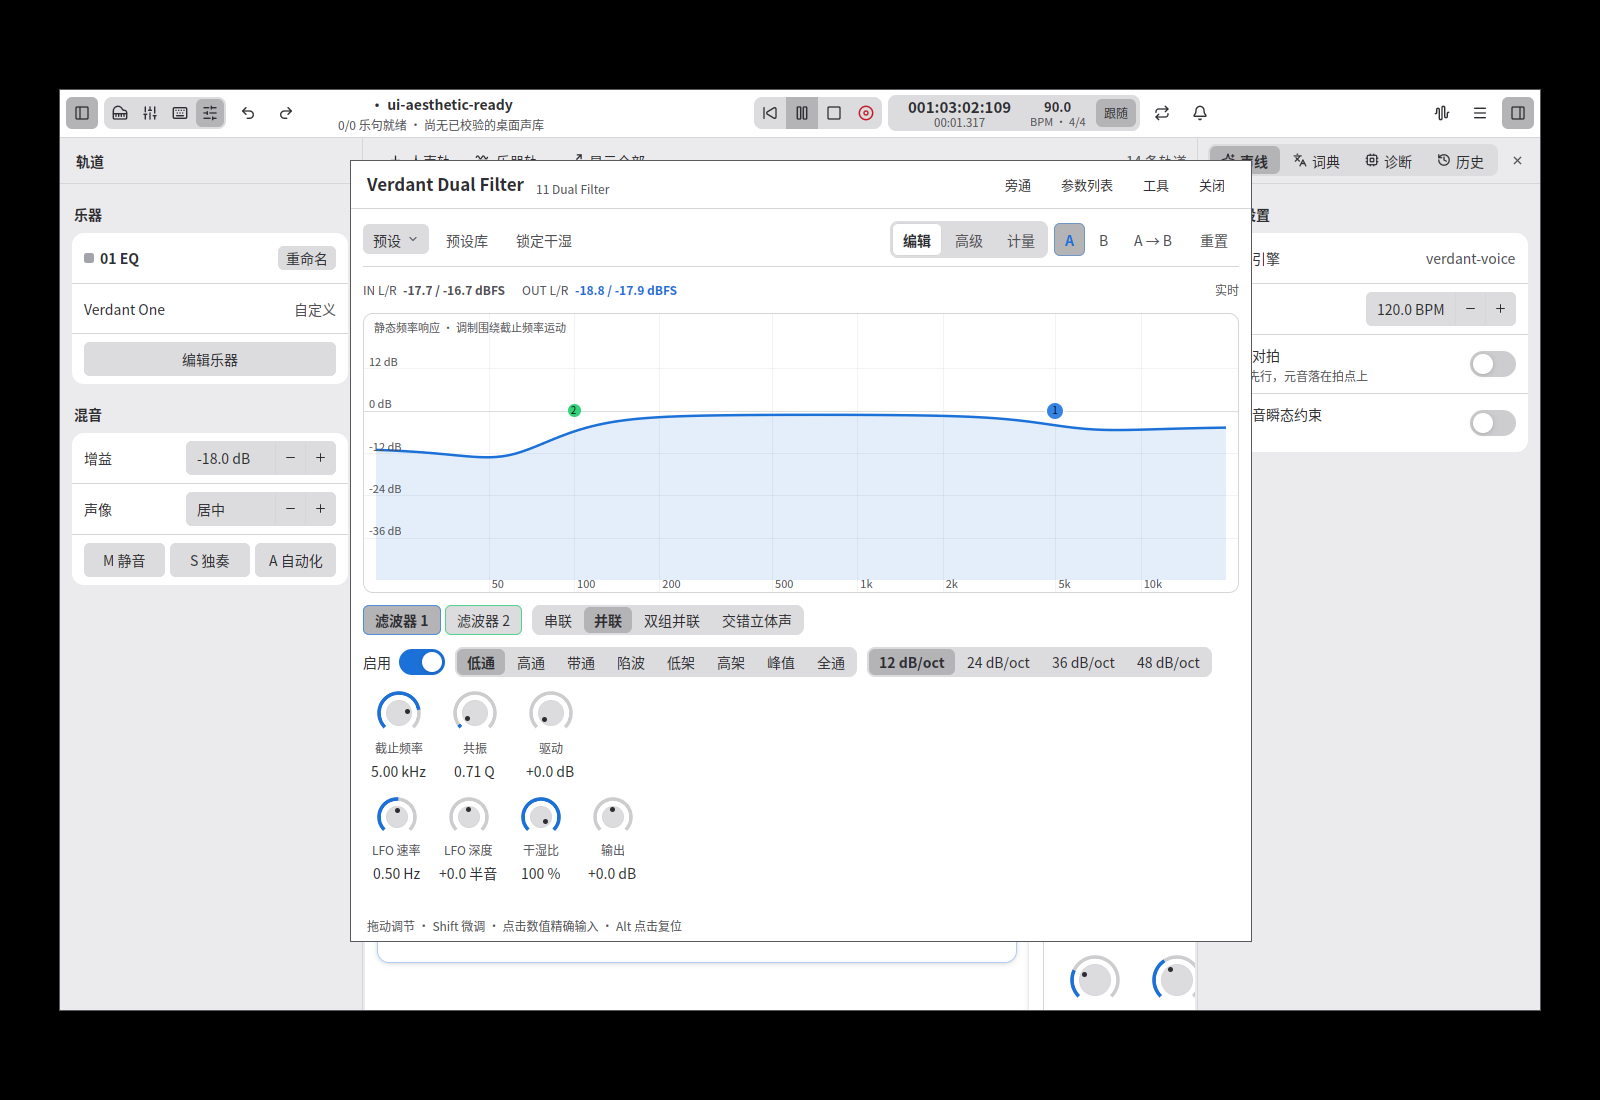 • ui-aesthetic-ready
0/0 乐句就绪 • 尚无已校验的桌面声库
001:03:02:109
00:01.317
90.0
BPM • 4/4
跟随
轨道
词典
诊断
历史
Verdant Dual Filter
11 Dual Filter
旁通
参数列表
工具
关闭
乐器
01 EQ
重命名
Verdant One
自定义
编辑乐器
混音
增益
-18.0 dB
声像
居中
M 静音
S 独奏
A 自动化
预设
预设库
锁定干湿
编辑
高级
计量
A
B
A → B
重置
IN L/R -17.7 / -16.7 dBFS
OUT L/R -18.8 / -17.9 dBFS
实时
静态频率响应 • 调制围绕截止频率运动
12 dB
0 dB
-12 dB
-24 dB
-36 dB
2
1
50
100
200
500
1k
2k
5k
10k
滤波器 1
滤波器 2
串联
并联
双组并联
交错立体声
启用
低通
高通
带通
陷波
低架
高架
峰值
全通
12 dB/oct
24 dB/oct
36 dB/oct
48 dB/oct
截止频率
5.00 kHz
共振
0.71 Q
驱动
+0.0 dB
LFO 速率
0.50 Hz
LFO 深度
+0.0 半音
干湿比
100 %
输出
+0.0 dB
拖动调节 • Shift 微调 • 点击数值精确输入 • Alt 点击复位
引擎
verdant-voice
120.0 BPM
对拍
先行，元音落在拍点上
音瞬态约束